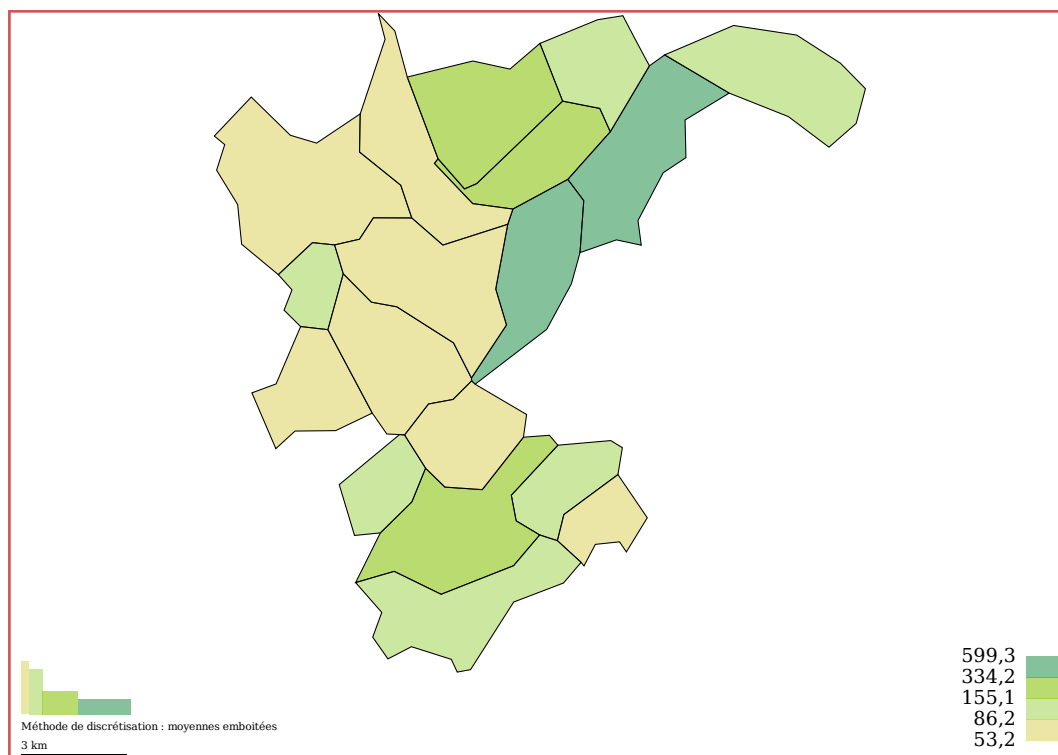 599,3
334,2
155,1
86,2
53,2
Méthode de discrétisation : moyennes emboitées
3 km